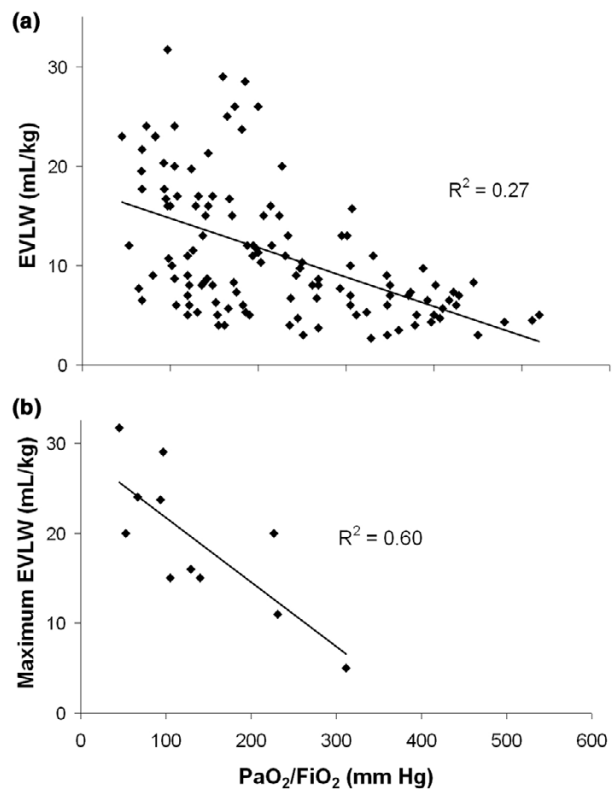 (a)
EVLW (mL/kg)
30
20
10
0
R² = 0.27
(b)
Maximum EVLW (mL/kg)
30
20
10
0
R² = 0.60
0 100 200 300 400 500 600
PaO₂/FiO₂ (mm Hg)